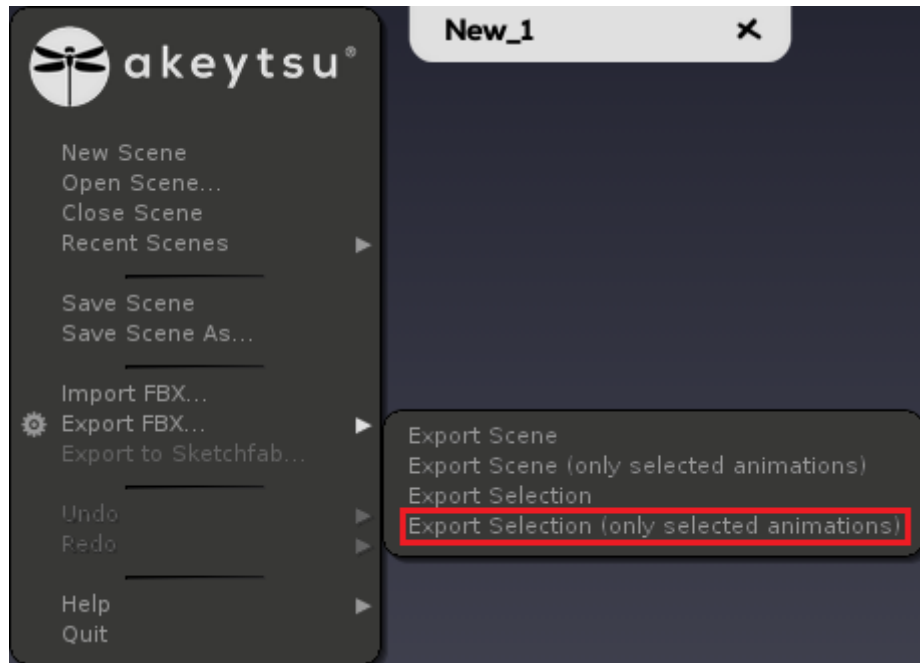 akeytsu®
New_1
New Scene
Open Scene...
Close Scene
Recent Scenes
Save Scene
Save Scene As...
Import FBX...
Export FBX...
Export to Sketchfab...
Undo
Redo
Help
Quit
Export Scene
Export Scene (only selected animations)
Export Selection
Export Selection (only selected animations)